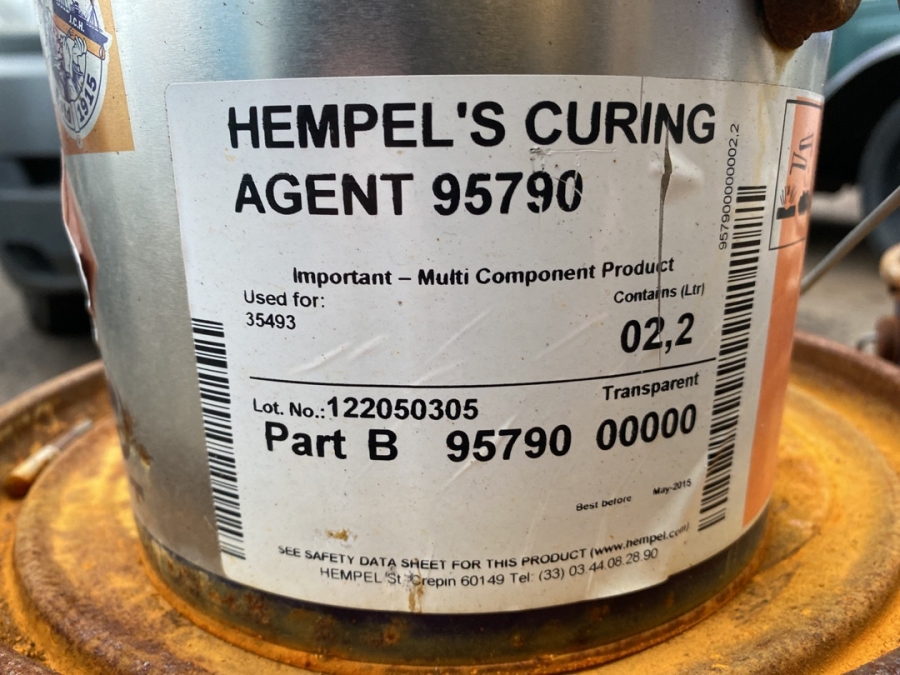 I.C.H.
1915
HEMPEL'S CURING
AGENT 95790
Important – Multi Component Product
Used for:
35493
Contains (Ltr)
02,2
Transparent
Lot. No.:122050305
Part B 95790 00000
Best before May-2015
SEE SAFETY DATA SHEET FOR THIS PRODUCT (www.hempel.com)
HEMPEL St. Crepin 60149 Tel: (33) 03.44.08.28.90
957900000002,2